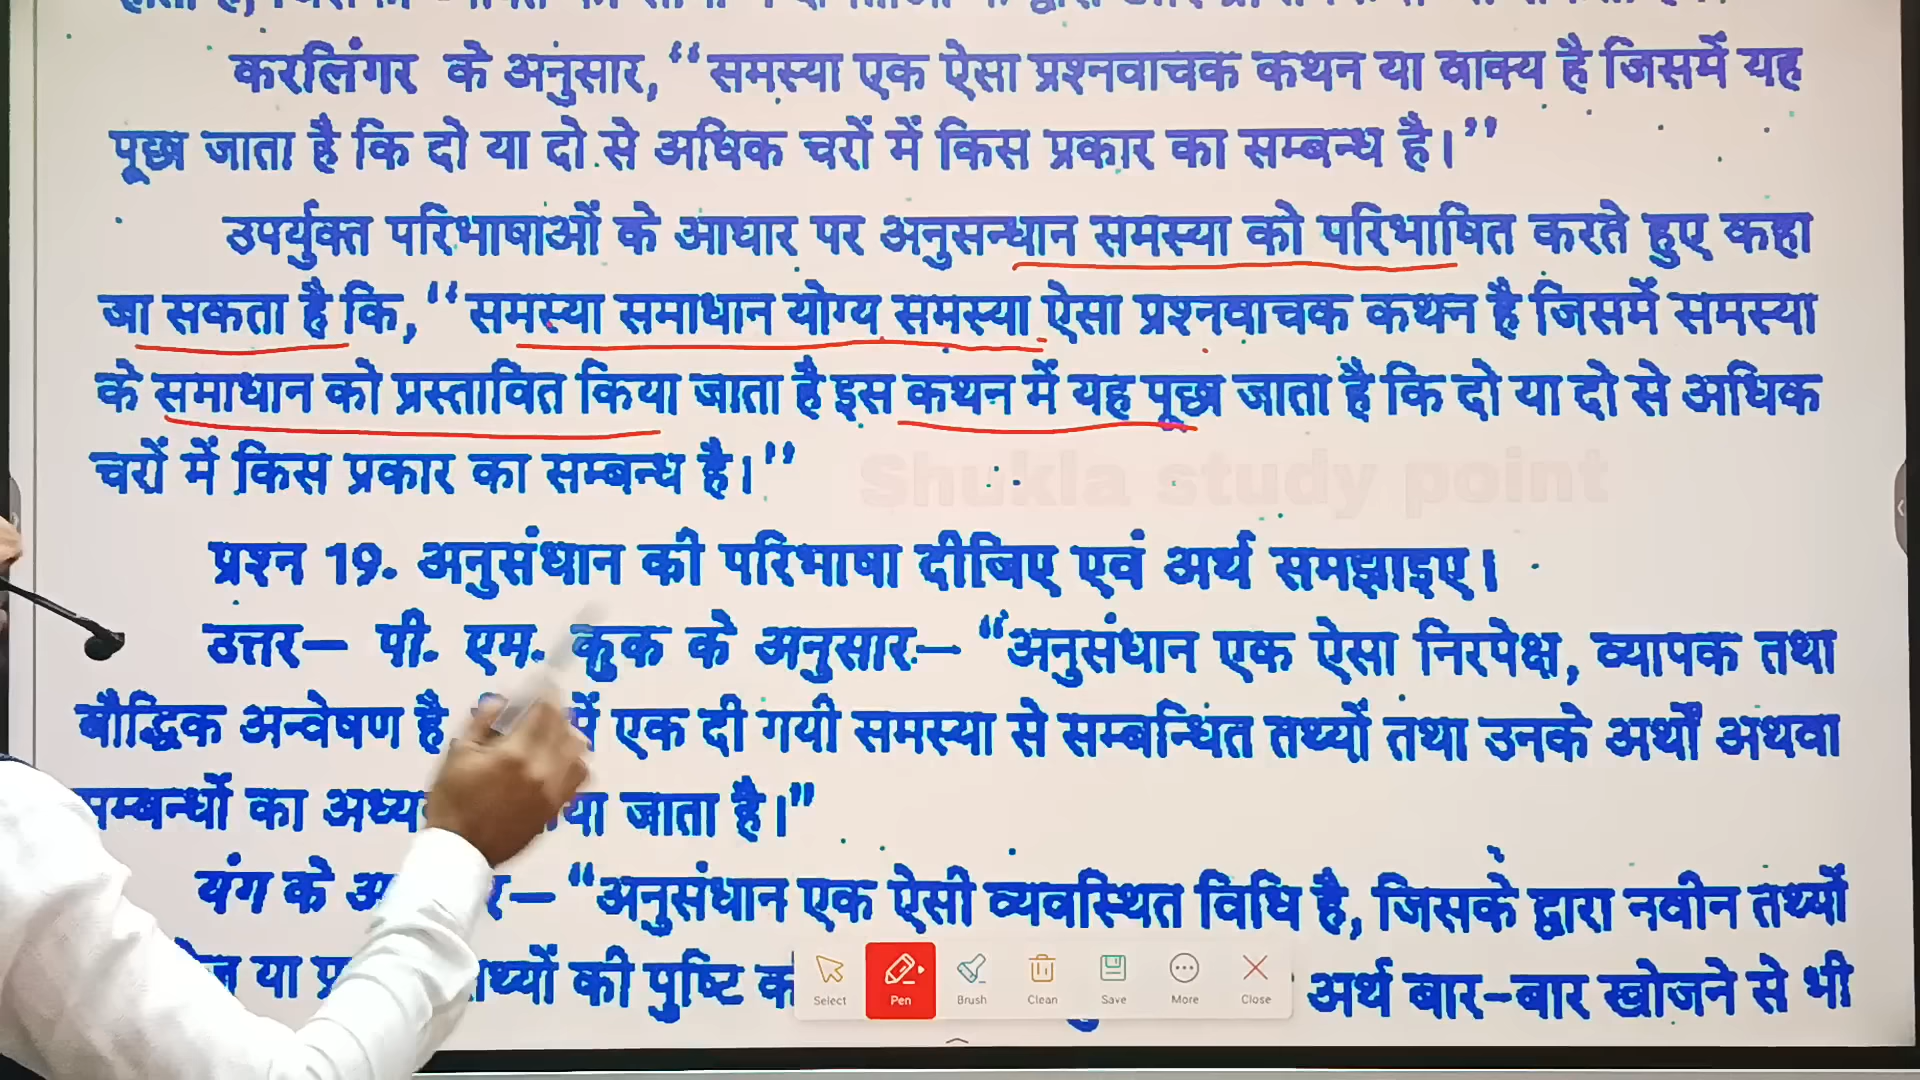 करलिंगर के अनुसार, “समस्या एक ऐसा प्रश्नवाचक कथन या वाक्य है जिसमें यह
पूछा जाता है कि दो या दो से अधिक चरों में किस प्रकार का सम्बन्ध है।”
उपर्युक्त परिभाषाओं के आधार पर अनुसन्धान समस्या को परिभाषित करते हुए कहा
जा सकता है कि, “समस्या समाधान योग्य समस्या ऐसा प्रश्नवाचक कथन है जिसमें समस्या
के समाधान को प्रस्तावित किया जाता है इस कथन में यह पूछा जाता है कि दो या दो से अधिक
चरों में किस प्रकार का सम्बन्ध है।”
Shukla study point
प्रश्न 19. अनुसंधान की परिभाषा दीजिए एवं अर्थ समझाइए।
उत्तर— पी. एम. कुक के अनुसार— “अनुसंधान एक ऐसा निरपेक्ष, व्यापक तथा
बौद्धिक अन्वेषण है एक दी गयी समस्या से सम्बन्धित तथ्यों तथा उनके अर्थों अथवा
सम्बन्धों का जाता है।”
यंग के “अनुसंधान एक ऐसी व्यवस्थित विधि है, जिसके द्वारा नवीन तथ्यों
या की पुष्टि अर्थ बार-बार खोजने से भी
Select Pen Brush Clean Save More Close